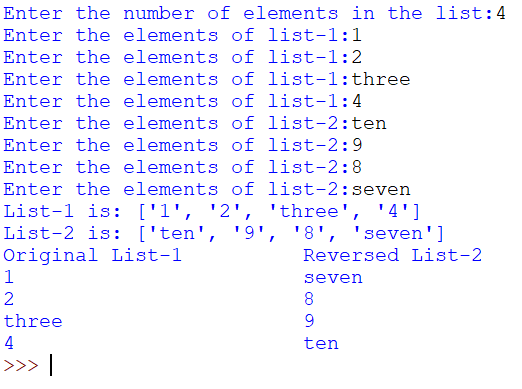 Enter the number of elements in the list:4
Enter the elements of list-1:1
Enter the elements of list-1:2
Enter the elements of list-1:three
Enter the elements of list-1:4
Enter the elements of list-2:ten
Enter the elements of list-2:9
Enter the elements of list-2:8
Enter the elements of list-2:seven
List-1 is: ['1', '2', 'three', '4']
List-2 is: ['ten', '9', '8', 'seven']
Original List-1          Reversed List-2
1                        seven
2                        8
three                    9
4                        ten
>>>